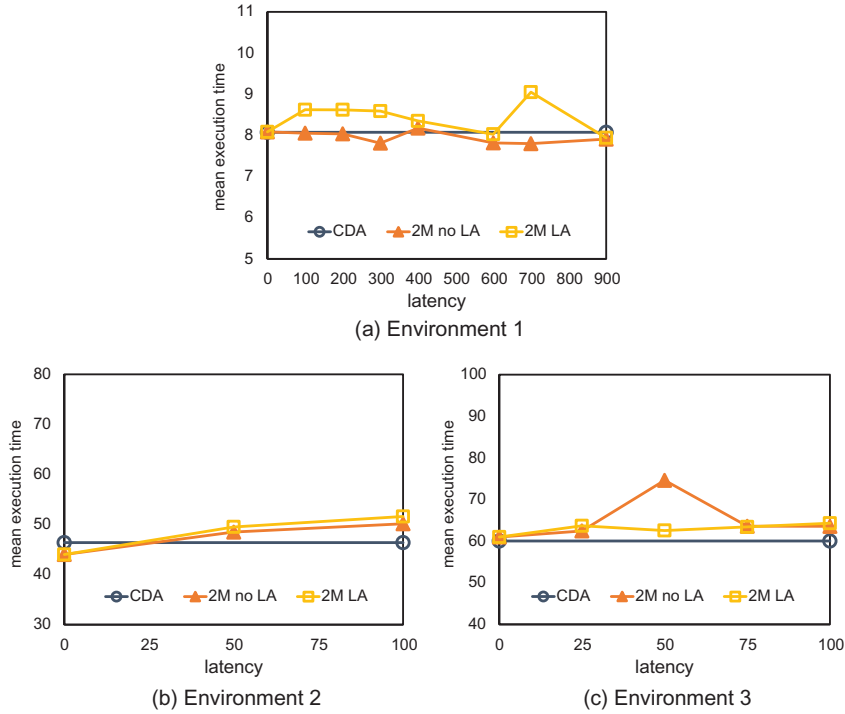 11
10
9
8
7
6
5
mean execution time
CDA 2M no LA 2M LA
0 100 200 300 400 500 600 700 900
latency
(a) Environment 1
80
70
60
50
40
30
mean execution time
CDA 2M no LA 2M LA
0 25 50 75 100
latency
(b) Environment 2
100
90
80
70
60
50
40
mean execution time
CDA 2M no LA 2M LA
0 25 50 75 100
latency
(c) Environment 3